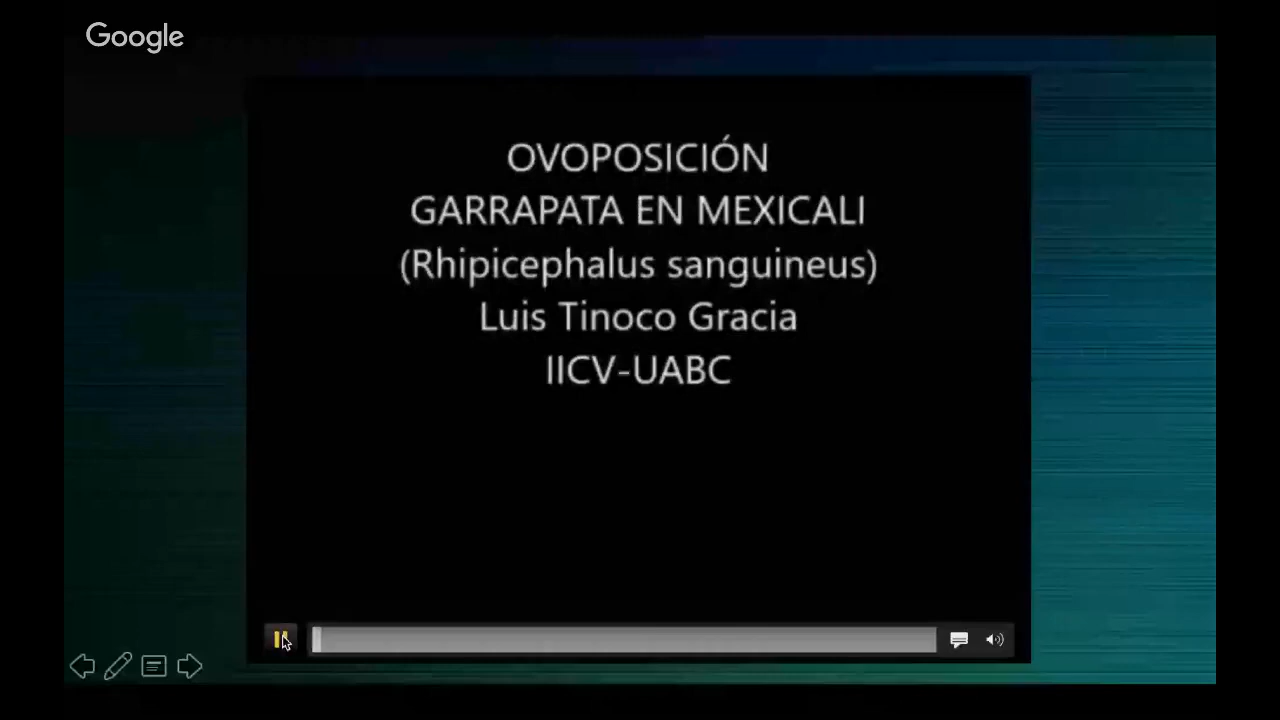 Google
OVOPOSICIÓN
GARRAPATA EN MEXICALI
(Rhipicephalus sanguineus)
Luis Tinoco Gracia
IICV-UABC